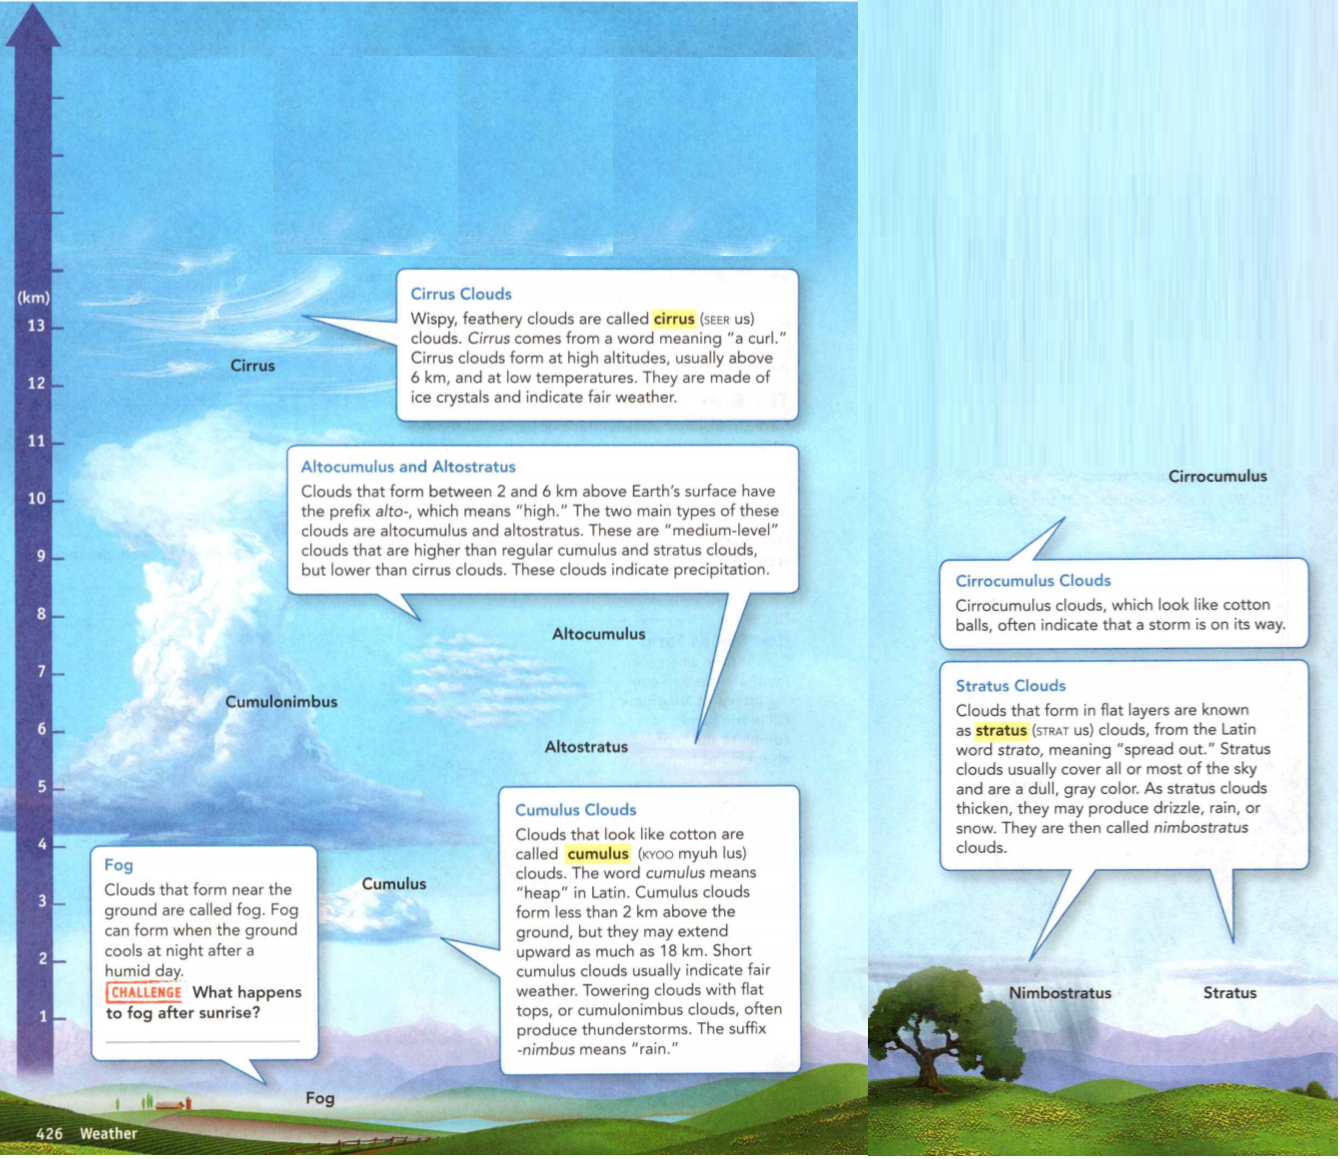 (km)
13
12
11
10
9
8
7
6
5
4
3
2
1
Cirrus Clouds
Wispy, feathery clouds are called cirrus (SEER us)
clouds. Cirrus comes from a word meaning "a curl."
Cirrus clouds form at high altitudes, usually above
6 km, and at low temperatures. They are made of
ice crystals and indicate fair weather.
Cirrus
Altocumulus and Altostratus
Clouds that form between 2 and 6 km above Earth's surface have
the prefix alto-, which means "high." The two main types of these
clouds are altocumulus and altostratus. These are "medium-level"
clouds that are higher than regular cumulus and stratus clouds,
but lower than cirrus clouds. These clouds indicate precipitation.
Altocumulus
Cumulonimbus
Altostratus
Cumulus Clouds
Clouds that look like cotton are
called cumulus (KYOO myuh lus)
clouds. The word cumulus means
"heap" in Latin. Cumulus clouds
form less than 2 km above the
ground, but they may extend
upward as much as 18 km. Short
cumulus clouds usually indicate fair
weather. Towering clouds with flat
tops, or cumulonimbus clouds, often
produce thunderstorms. The suffix
-nimbus means "rain."
Cumulus
Fog
Clouds that form near the
ground are called fog. Fog
can form when the ground
cools at night after a
humid day.
CHALLENGE What happens
to fog after sunrise?
Fog
426 Weather
Cirrocumulus
Cirrocumulus Clouds
Cirrocumulus clouds, which look like cotton
balls, often indicate that a storm is on its way.
Stratus Clouds
Clouds that form in flat layers are known
as stratus (STRAT us) clouds, from the Latin
word strato, meaning "spread out." Stratus
clouds usually cover all or most of the sky
and are a dull, gray color. As stratus clouds
thicken, they may produce drizzle, rain, or
snow. They are then called nimbostratus
clouds.
Nimbostratus
Stratus